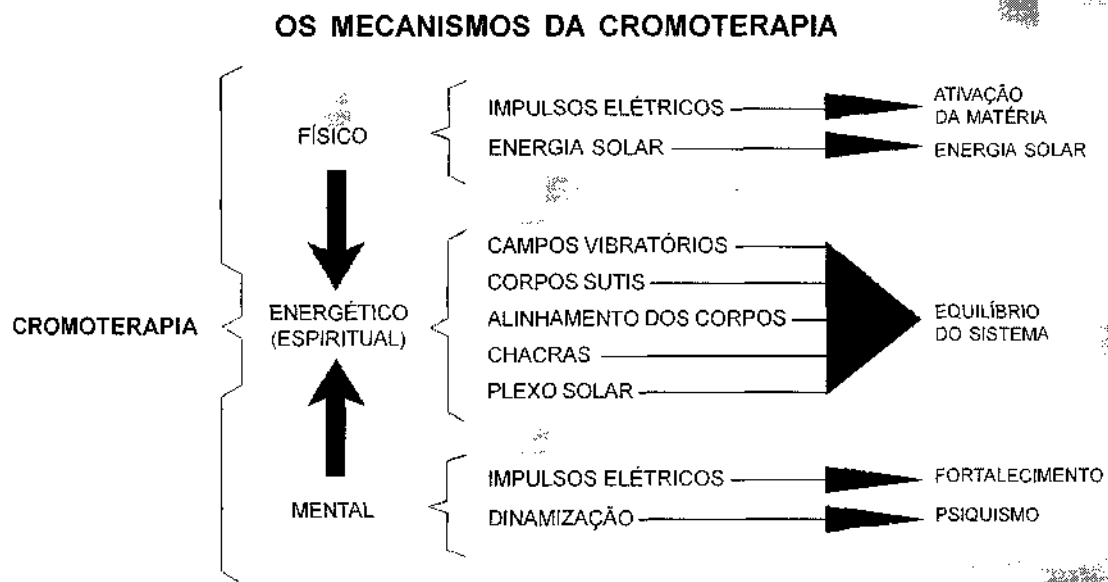 OS MECANISMOS DA CROMOTERAPIA
CROMOTERAPIA
FÍSICO
IMPULSOS ELÉTRICOS
ATIVAÇÃO
DA MATÉRIA
ENERGIA SOLAR
ENERGIA SOLAR
ENERGÉTICO
(ESPIRITUAL)
CAMPOS VIBRATÓRIOS
CORPOS SUTIS
ALINHAMENTO DOS CORPOS
CHACRAS
PLEXO SOLAR
EQUILÍBRIO
DO SISTEMA
MENTAL
IMPULSOS ELÉTRICOS
FORTALECIMENTO
DINAMIZAÇÃO
PSIQUISMO